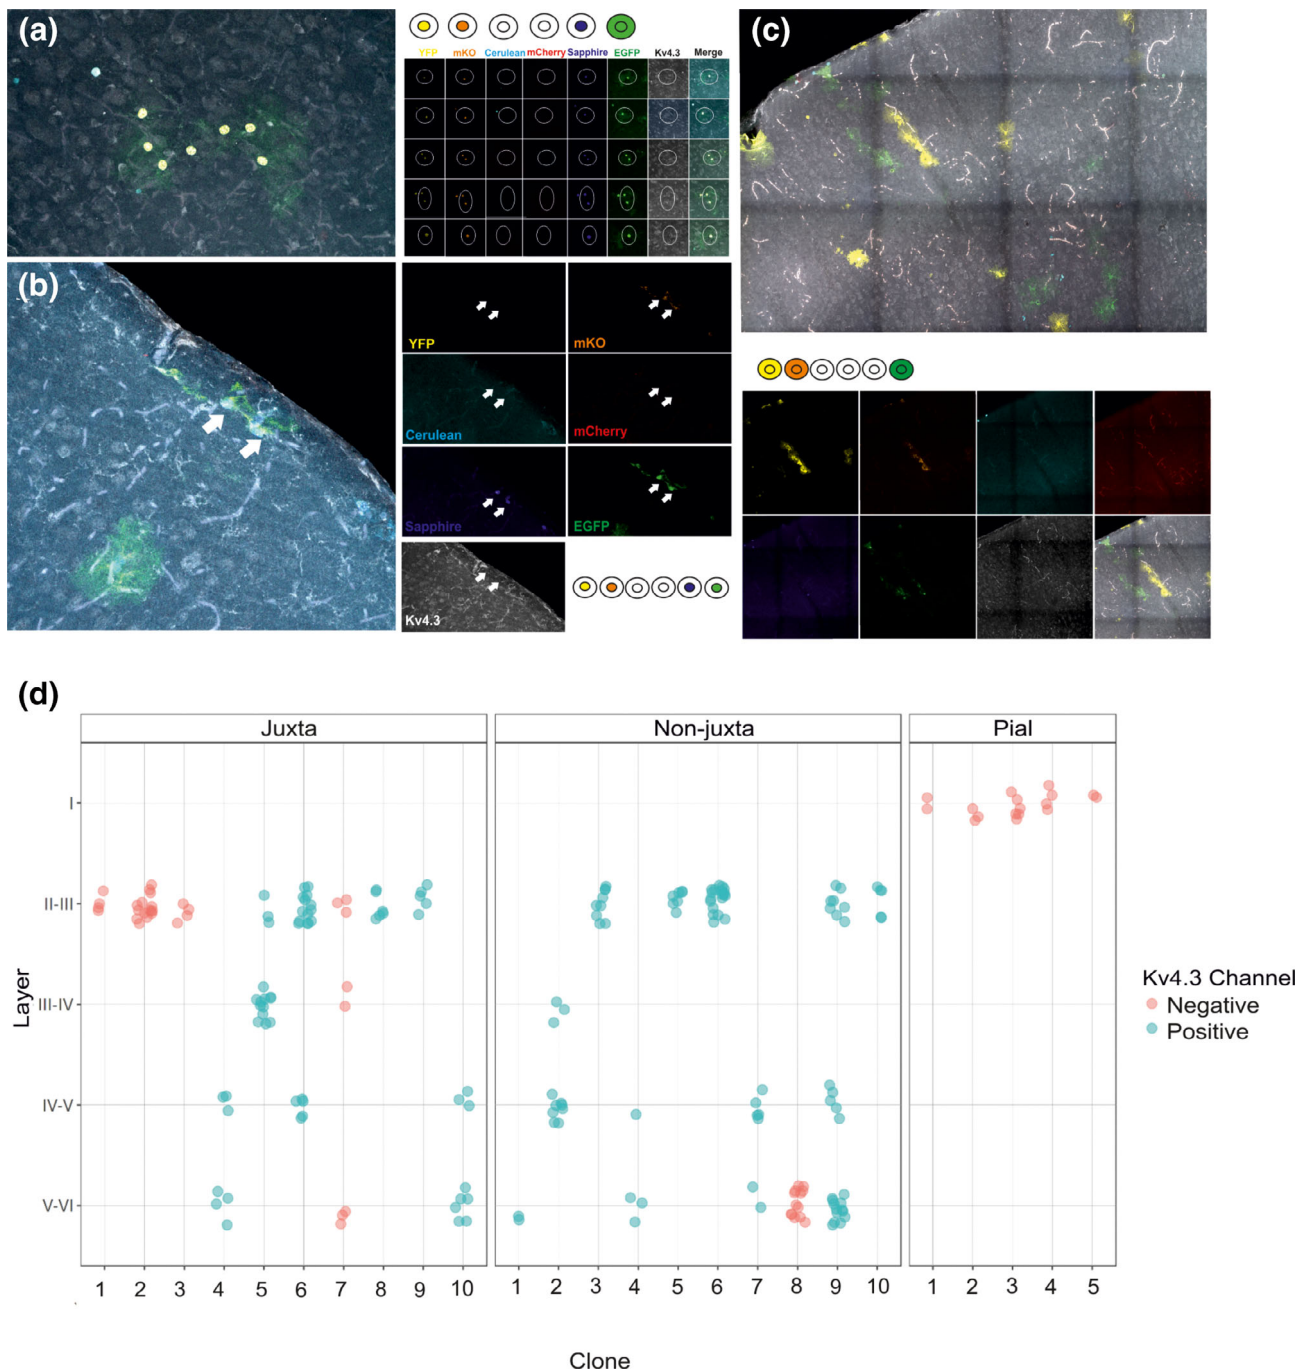 (a)
YFP mKO Cerulean mCherry Sapphire EGFP Kv4.3 Merge
(b)
YFP
mKO
Cerulean
mCherry
Sapphire
EGFP
Kv4.3
(c)
(d)
Juxta Non-juxta Pial
Layer
I
II-III
III-IV
IV-V
V-VI
1 2 3 4 5 6 7 8 9 10 1 2 3 4 5 6 7 8 9 10 1 2 3 4 5
Clone
Kv4.3 Channel
Negative
Positive